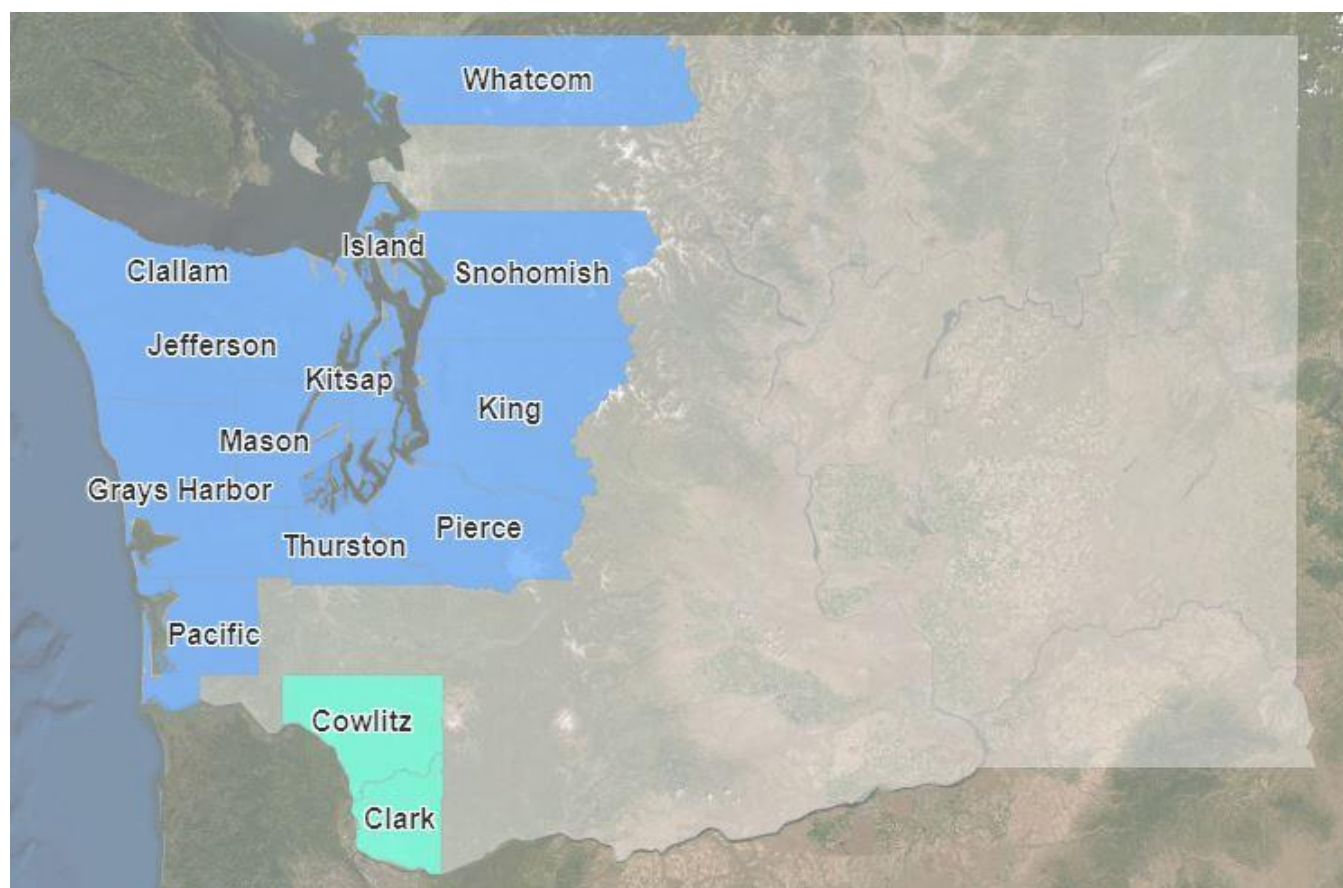 Whatcom
Island
Clallam
Snohomish
Jefferson
Kitsap
King
Mason
Grays Harbor
Pierce
Thurston
Pacific
Cowlitz
Clark